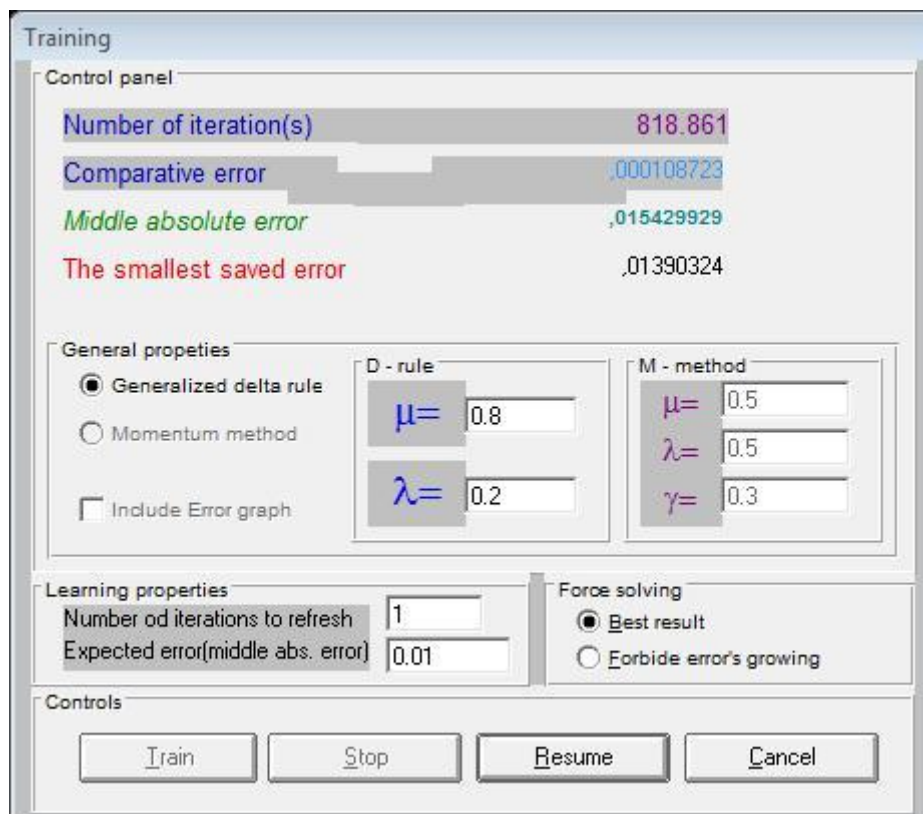 Training
Control panel
Number of iteration(s) 818.861
Comparative error ,000108723
Middle absolute error ,015429929
The smallest saved error ,01390324
General propeties
Generalized delta rule
Momentum method
Include Error graph
D - rule
μ= 0.8
λ= 0.2
M - method
μ= 0.5
λ= 0.5
γ= 0.3
Learning properties
Number od iterations to refresh 1
Expected error(middle abs. error) 0.01
Force solving
Best result
Forbide error's growing
Controls
Train Stop Resume Cancel